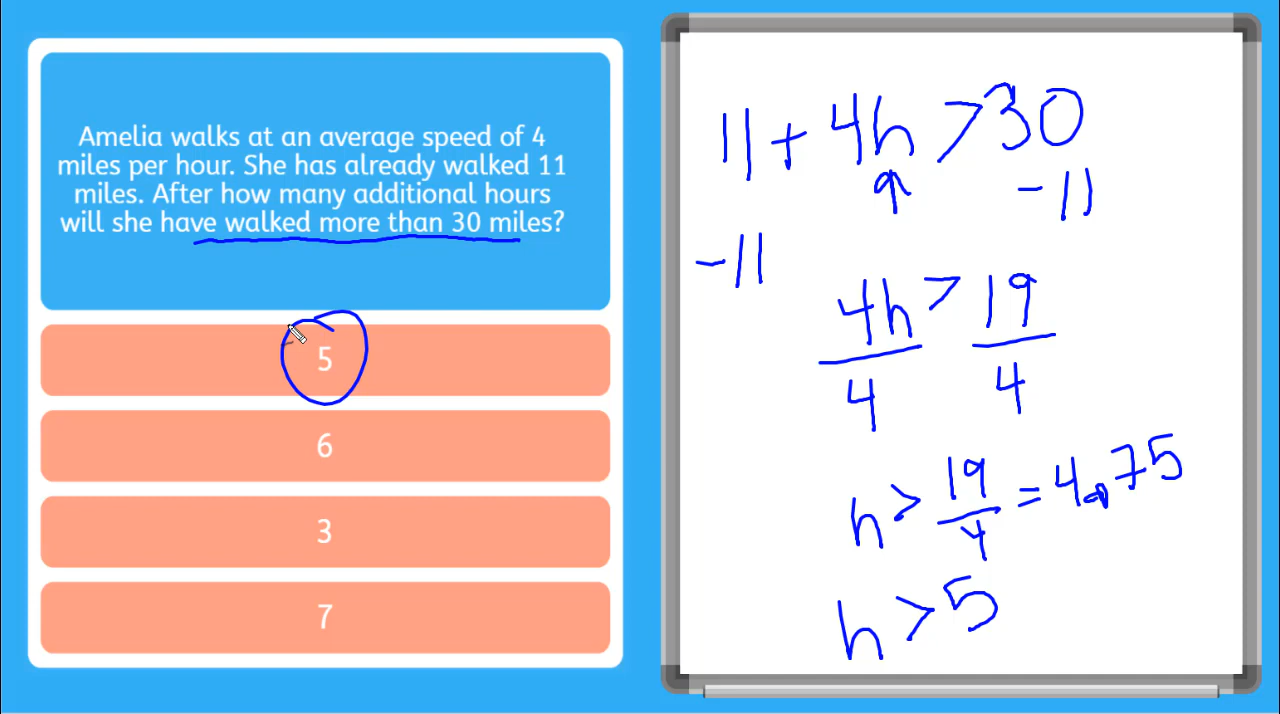 Amelia walks at an average speed of 4
miles per hour. She has already walked 11
miles. After how many additional hours
will she have walked more than 30 miles?
5
6
3
7
11 + 4h > 30
-11
-11
4h > 19
4 4
h > 19/4 = 4.75
h > 5